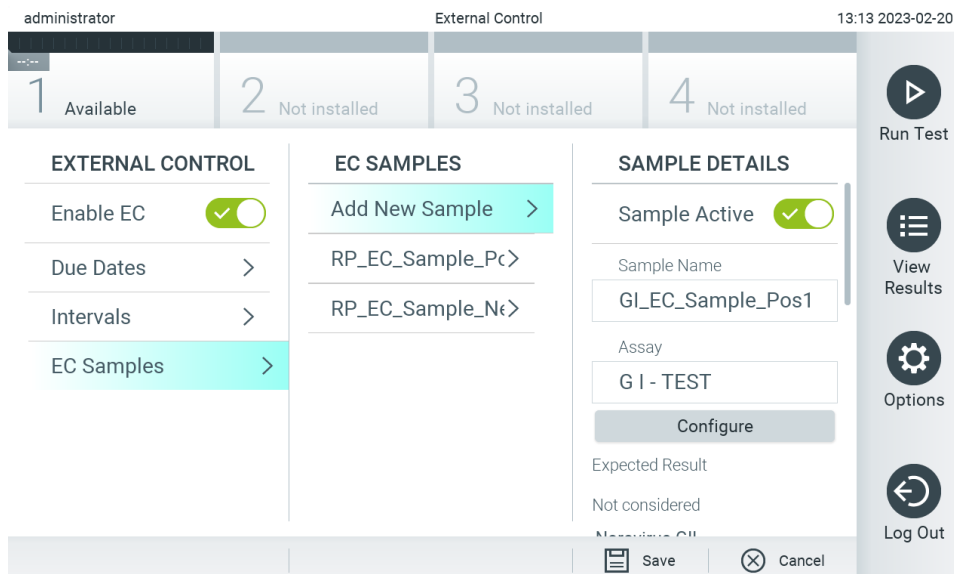 administrator External Control 13:13 2023-02-20
--:--
1 Available 2 Not installed 3 Not installed 4 Not installed
Run Test
EXTERNAL CONTROL
Enable EC
Due Dates
Intervals
EC Samples
EC SAMPLES
Add New Sample
RP_EC_Sample_Po
RP_EC_Sample_Ne
SAMPLE DETAILS
Sample Active
Sample Name
GI_EC_Sample_Pos1
Assay
G I - TEST
Configure
Expected Result
Not considered
Norovirus GII
View
Results
Options
Log Out
Save Cancel